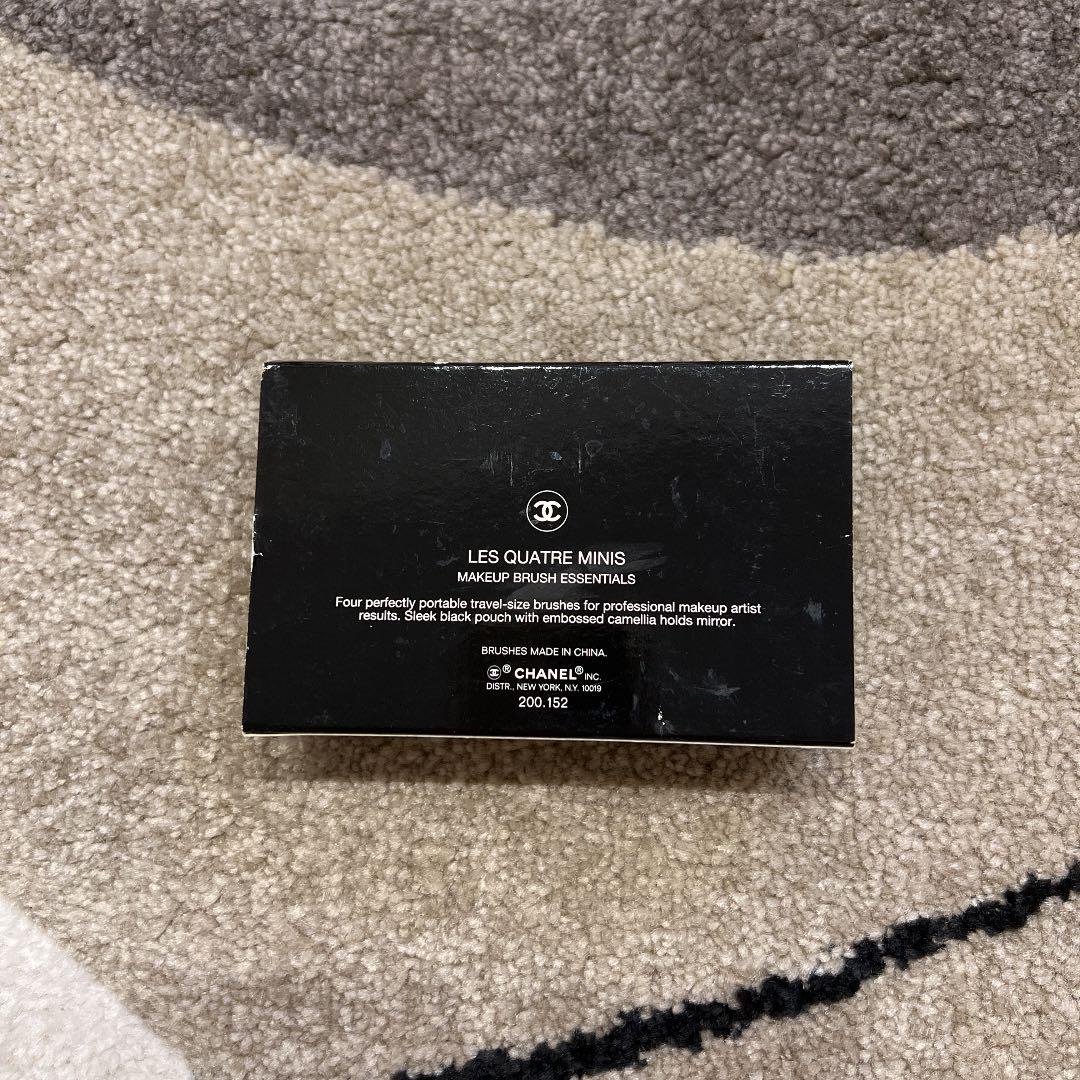 LES QUATRE MINIS
MAKEUP BRUSH ESSENTIALS
Four perfectly portable travel-size brushes for professional makeup artist
results. Sleek black pouch with embossed camellia holds mirror.
BRUSHES MADE IN CHINA.
® CHANEL® INC.
DISTR., NEW YORK, N.Y. 10019
200.152